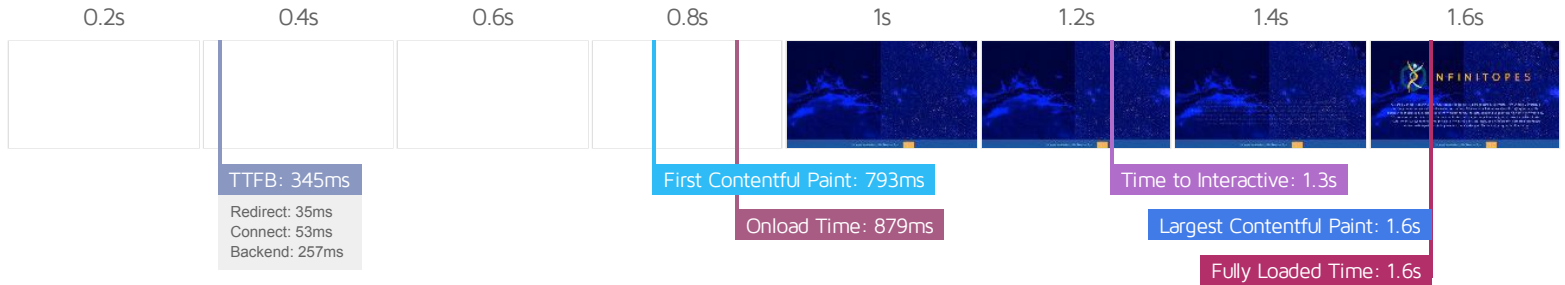 0.2s 0.4s 0.6s 0.8s 1s 1.2s 1.4s 1.6s
NFINITOPES
TTFB: 345ms
Redirect: 35ms
Connect: 53ms
Backend: 257ms
First Contentful Paint: 793ms
Onload Time: 879ms
Time to Interactive: 1.3s
Largest Contentful Paint: 1.6s
Fully Loaded Time: 1.6s